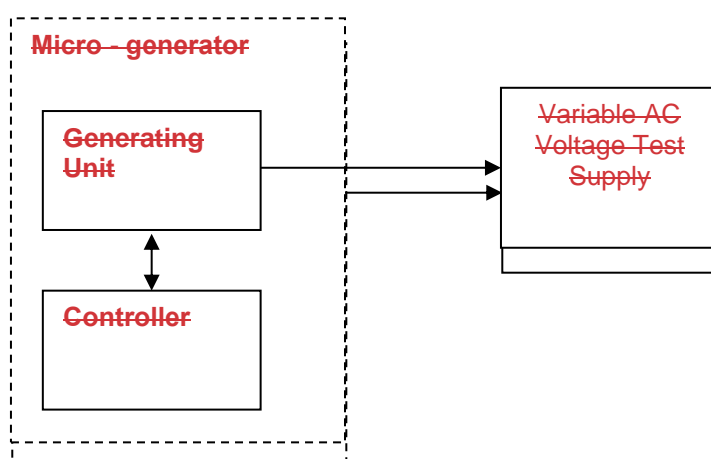 Micro - generator
Generating
Unit
Variable AC
Voltage Test
Supply
Controller